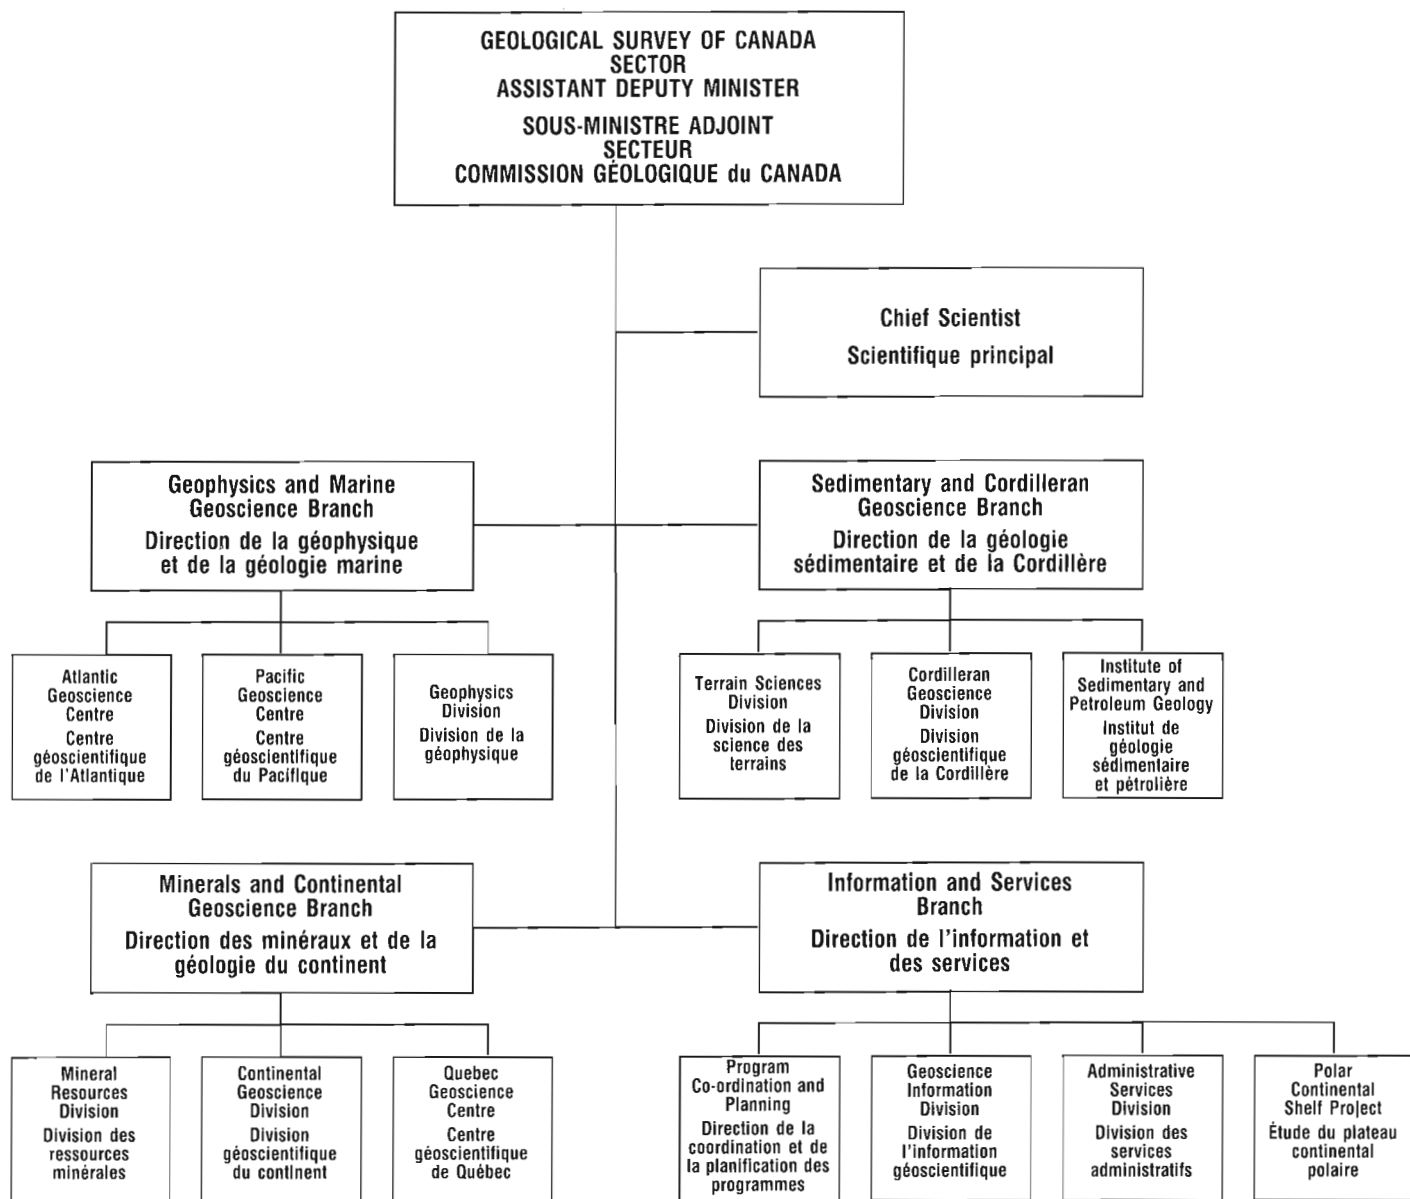 GEOLOGICAL SURVEY OF CANADA
SECTOR
ASSISTANT DEPUTY MINISTER
SOUS-MINISTRE ADJOINT
SECTEUR
COMMISSION GÉOLOGIQUE du CANADA
Chief Scientist
Scientifique principal
Geophysics and Marine
Geoscience Branch
Direction de la géophysique
et de la géologie marine
Sedimentary and Cordilleran
Geoscience Branch
Direction de la géologie
sédimentaire et de la Cordillère
Atlantic
Geoscience
Centre
Centre
géoscientifique
de l'Atlantique
Pacific
Geoscience
Centre
Centre
géoscientifique
du Pacifique
Geophysics
Division
Division de la
géophysique
Terrain Sciences
Division
Division de la
science des
terrains
Cordilleran
Geoscience
Division
Division
géoscientifique
de la Cordillère
Institute of
Sedimentary and
Petroleum Geology
Institut de
géologie
sédimentaire
et pétrolière
Minerals and Continental
Geoscience Branch
Direction des minéraux et de la
géologie du continent
Information and Services
Branch
Direction de l'information et
des services
Mineral
Resources
Division
Division des
ressources
minérales
Continental
Geoscience
Division
Division
géoscientifique
du continent
Quebec
Geoscience
Centre
Centre
géoscientifique
de Québec
Program
Co-ordination and
Planning
Direction de la
coordination et de
la planification des
programmes
Geoscience
Information
Division
Division de
l'information
géoscientifique
Administrative
Services
Division
Division des
services
administratifs
Polar
Continental
Shelf Project
Étude du plateau
continental
polaire